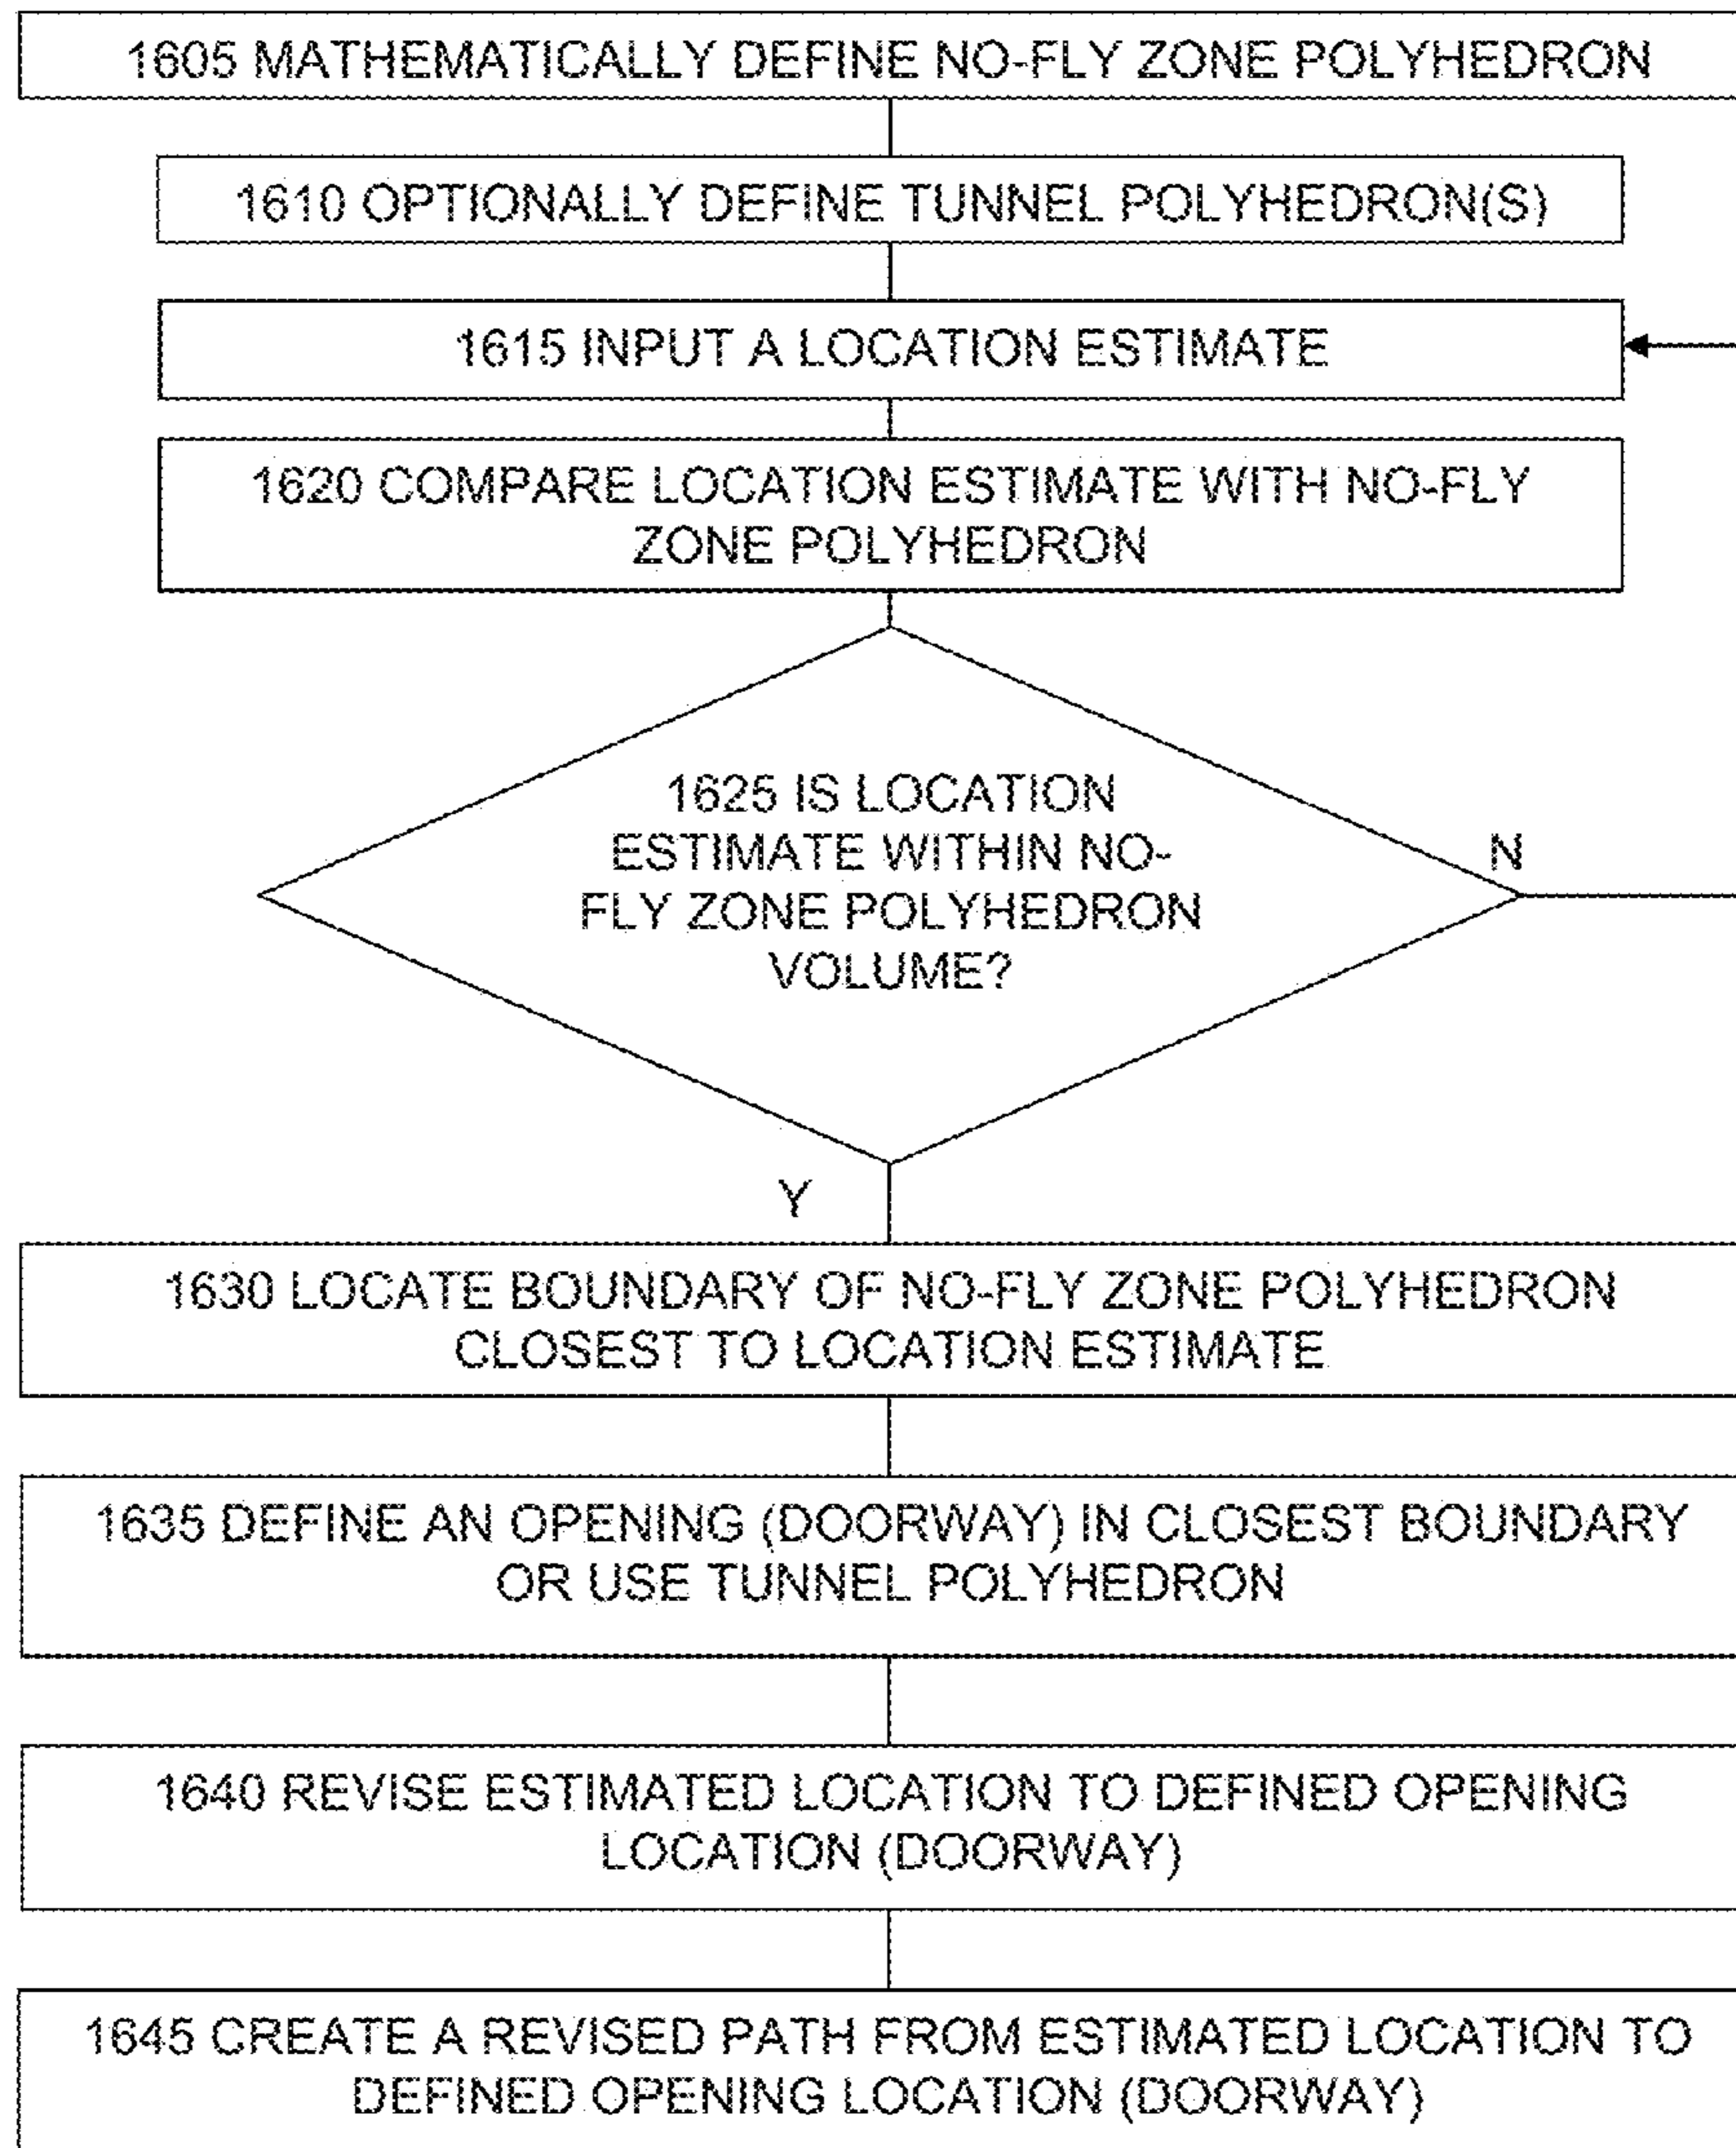 1605 MATHEMATICALLY DEFINE NO-FLY ZONE POLYHEDRON
1610 OPTIONALLY DEFINE TUNNEL POLYHEDRON(S)
1615 INPUT A LOCATION ESTIMATE
1620 COMPARE LOCATION ESTIMATE WITH NO-FLY
ZONE POLYHEDRON
1625 IS LOCATION
ESTIMATE WITHIN NO-
FLY ZONE POLYHEDRON
VOLUME?
N
Y
1630 LOCATE BOUNDARY OF NO-FLY ZONE POLYHEDRON
CLOSEST TO LOCATION ESTIMATE
1635 DEFINE AN OPENING (DOORWAY) IN CLOSEST BOUNDARY
OR USE TUNNEL POLYHEDRON
1640 REVISE ESTIMATED LOCATION TO DEFINED OPENING
LOCATION (DOORWAY)
1645 CREATE A REVISED PATH FROM ESTIMATED LOCATION TO
DEFINED OPENING LOCATION (DOORWAY)